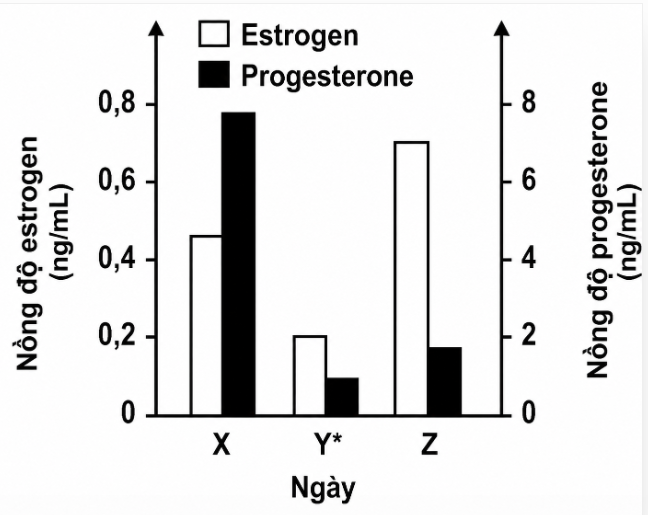 Estrogen
Progesterone
Nồng độ estrogen
(ng/mL)
0,8
0,6
0,4
0,2
0
8
6
4
2
0
Nồng độ progesterone
(ng/mL)
X
Y*
Z
Ngày